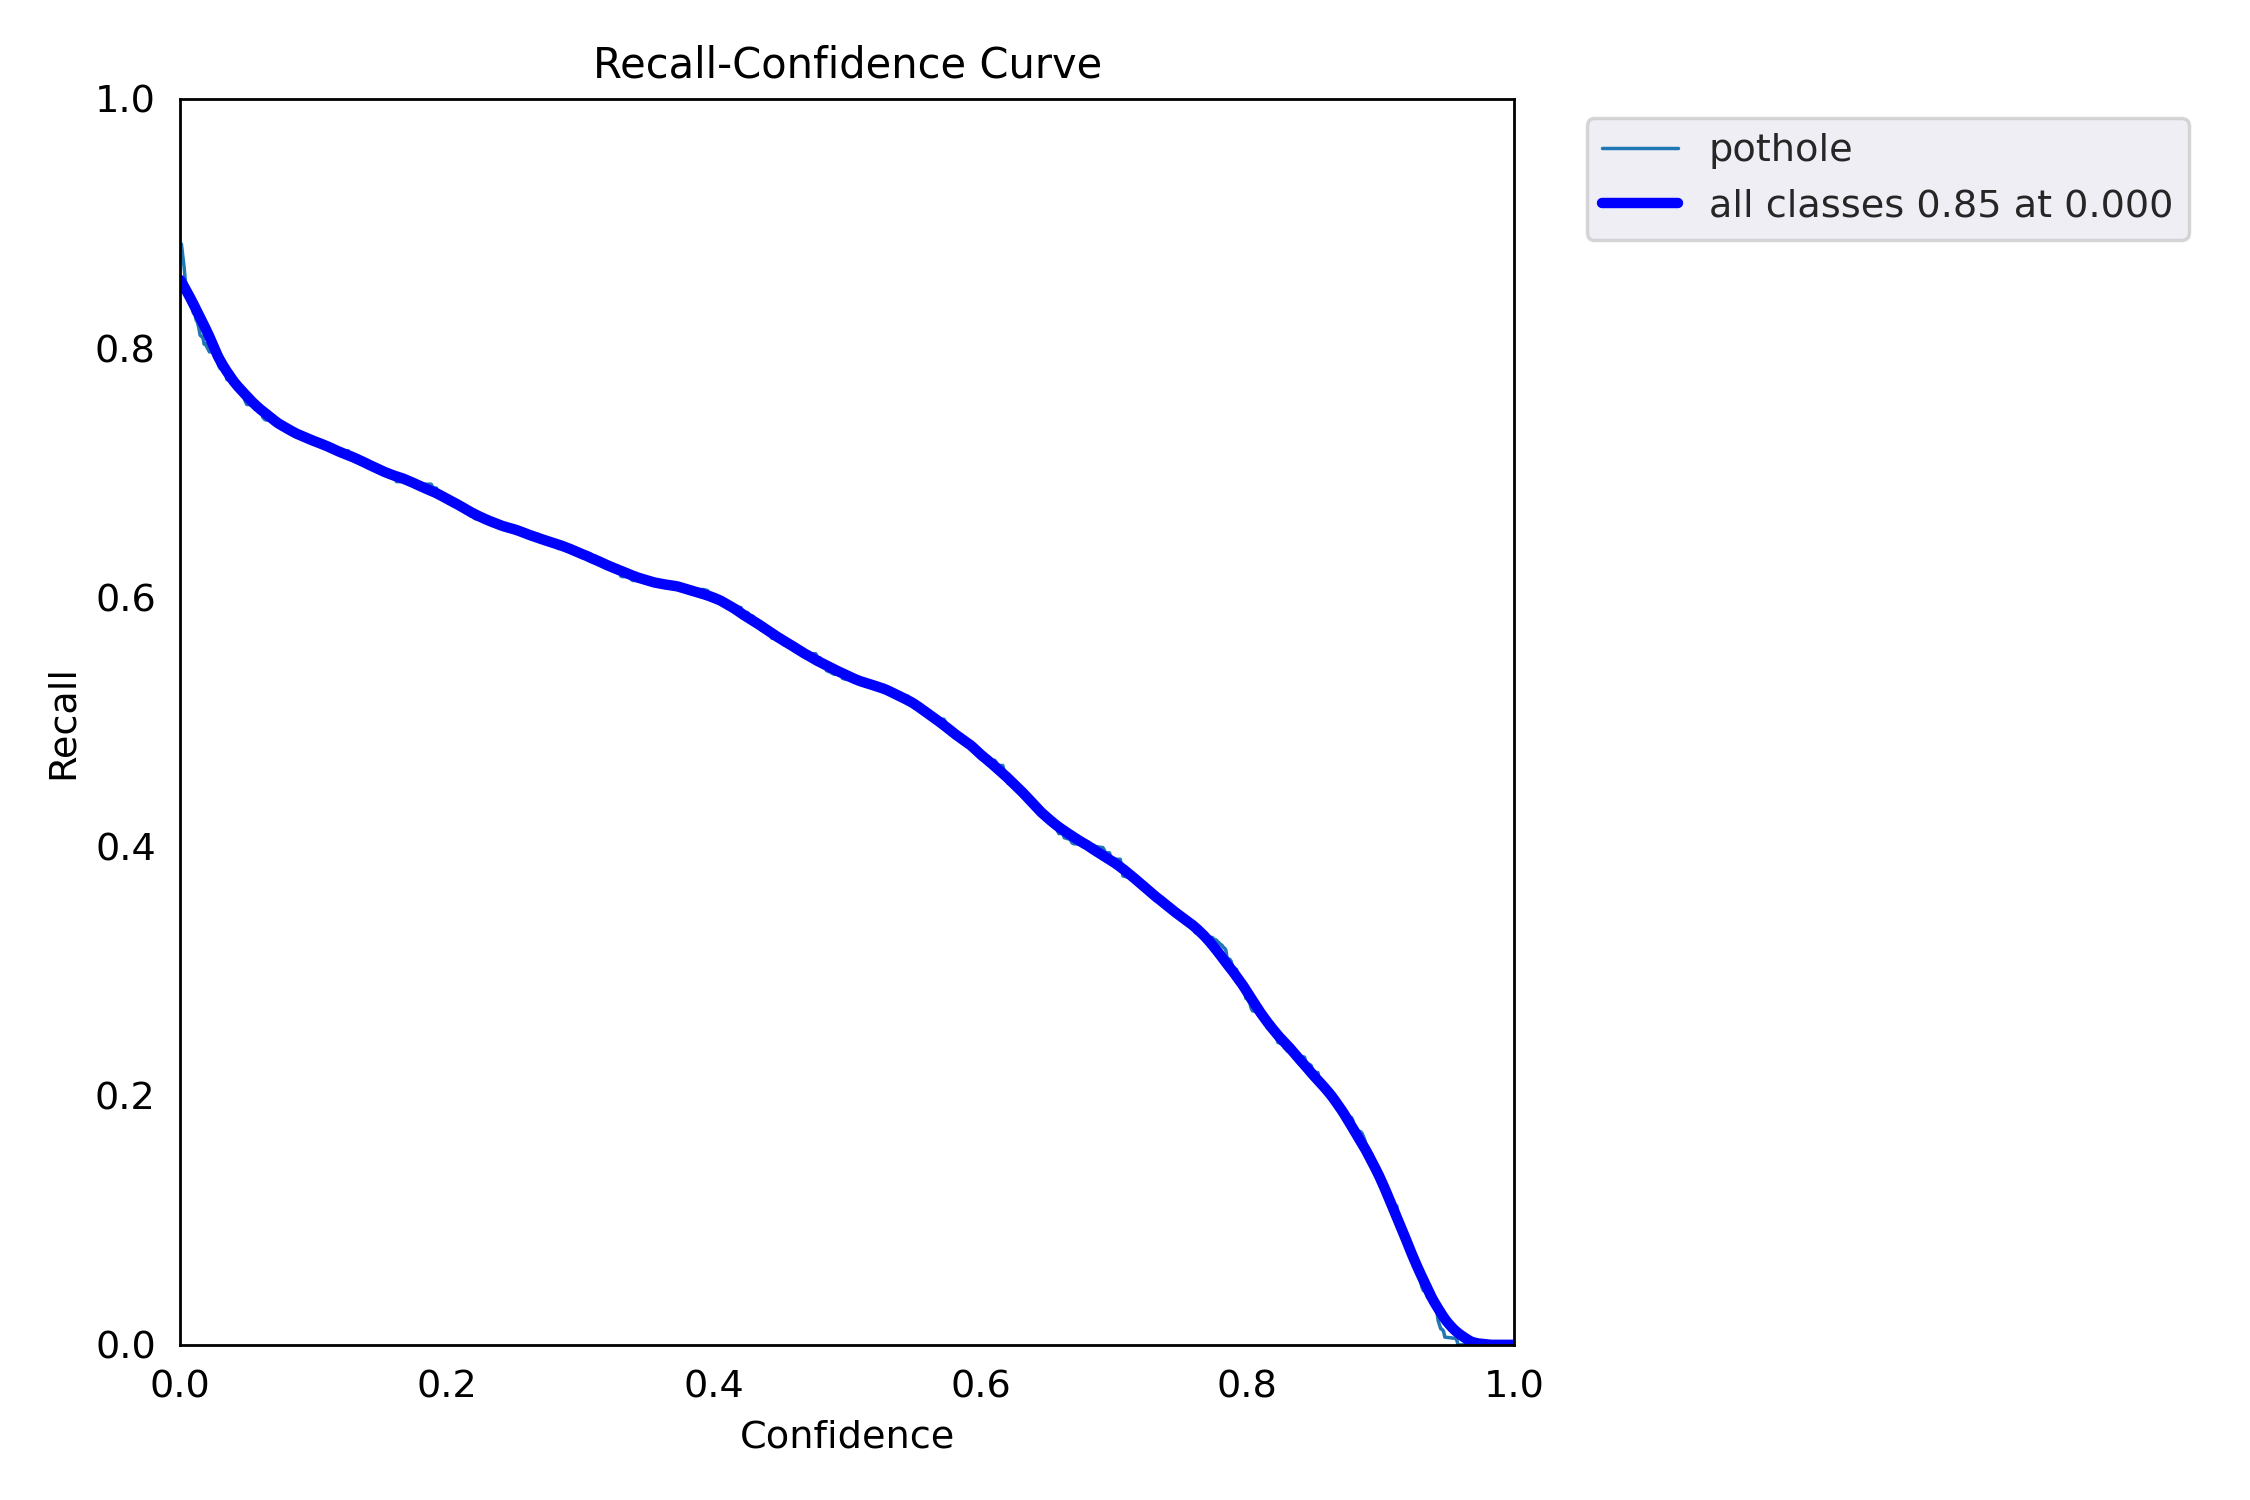 Recall-Confidence Curve
1.0
0.8
0.6
0.4
0.2
0.0
Recall
0.0 0.2 0.4 0.6 0.8 1.0
Confidence
pothole
all classes 0.85 at 0.000